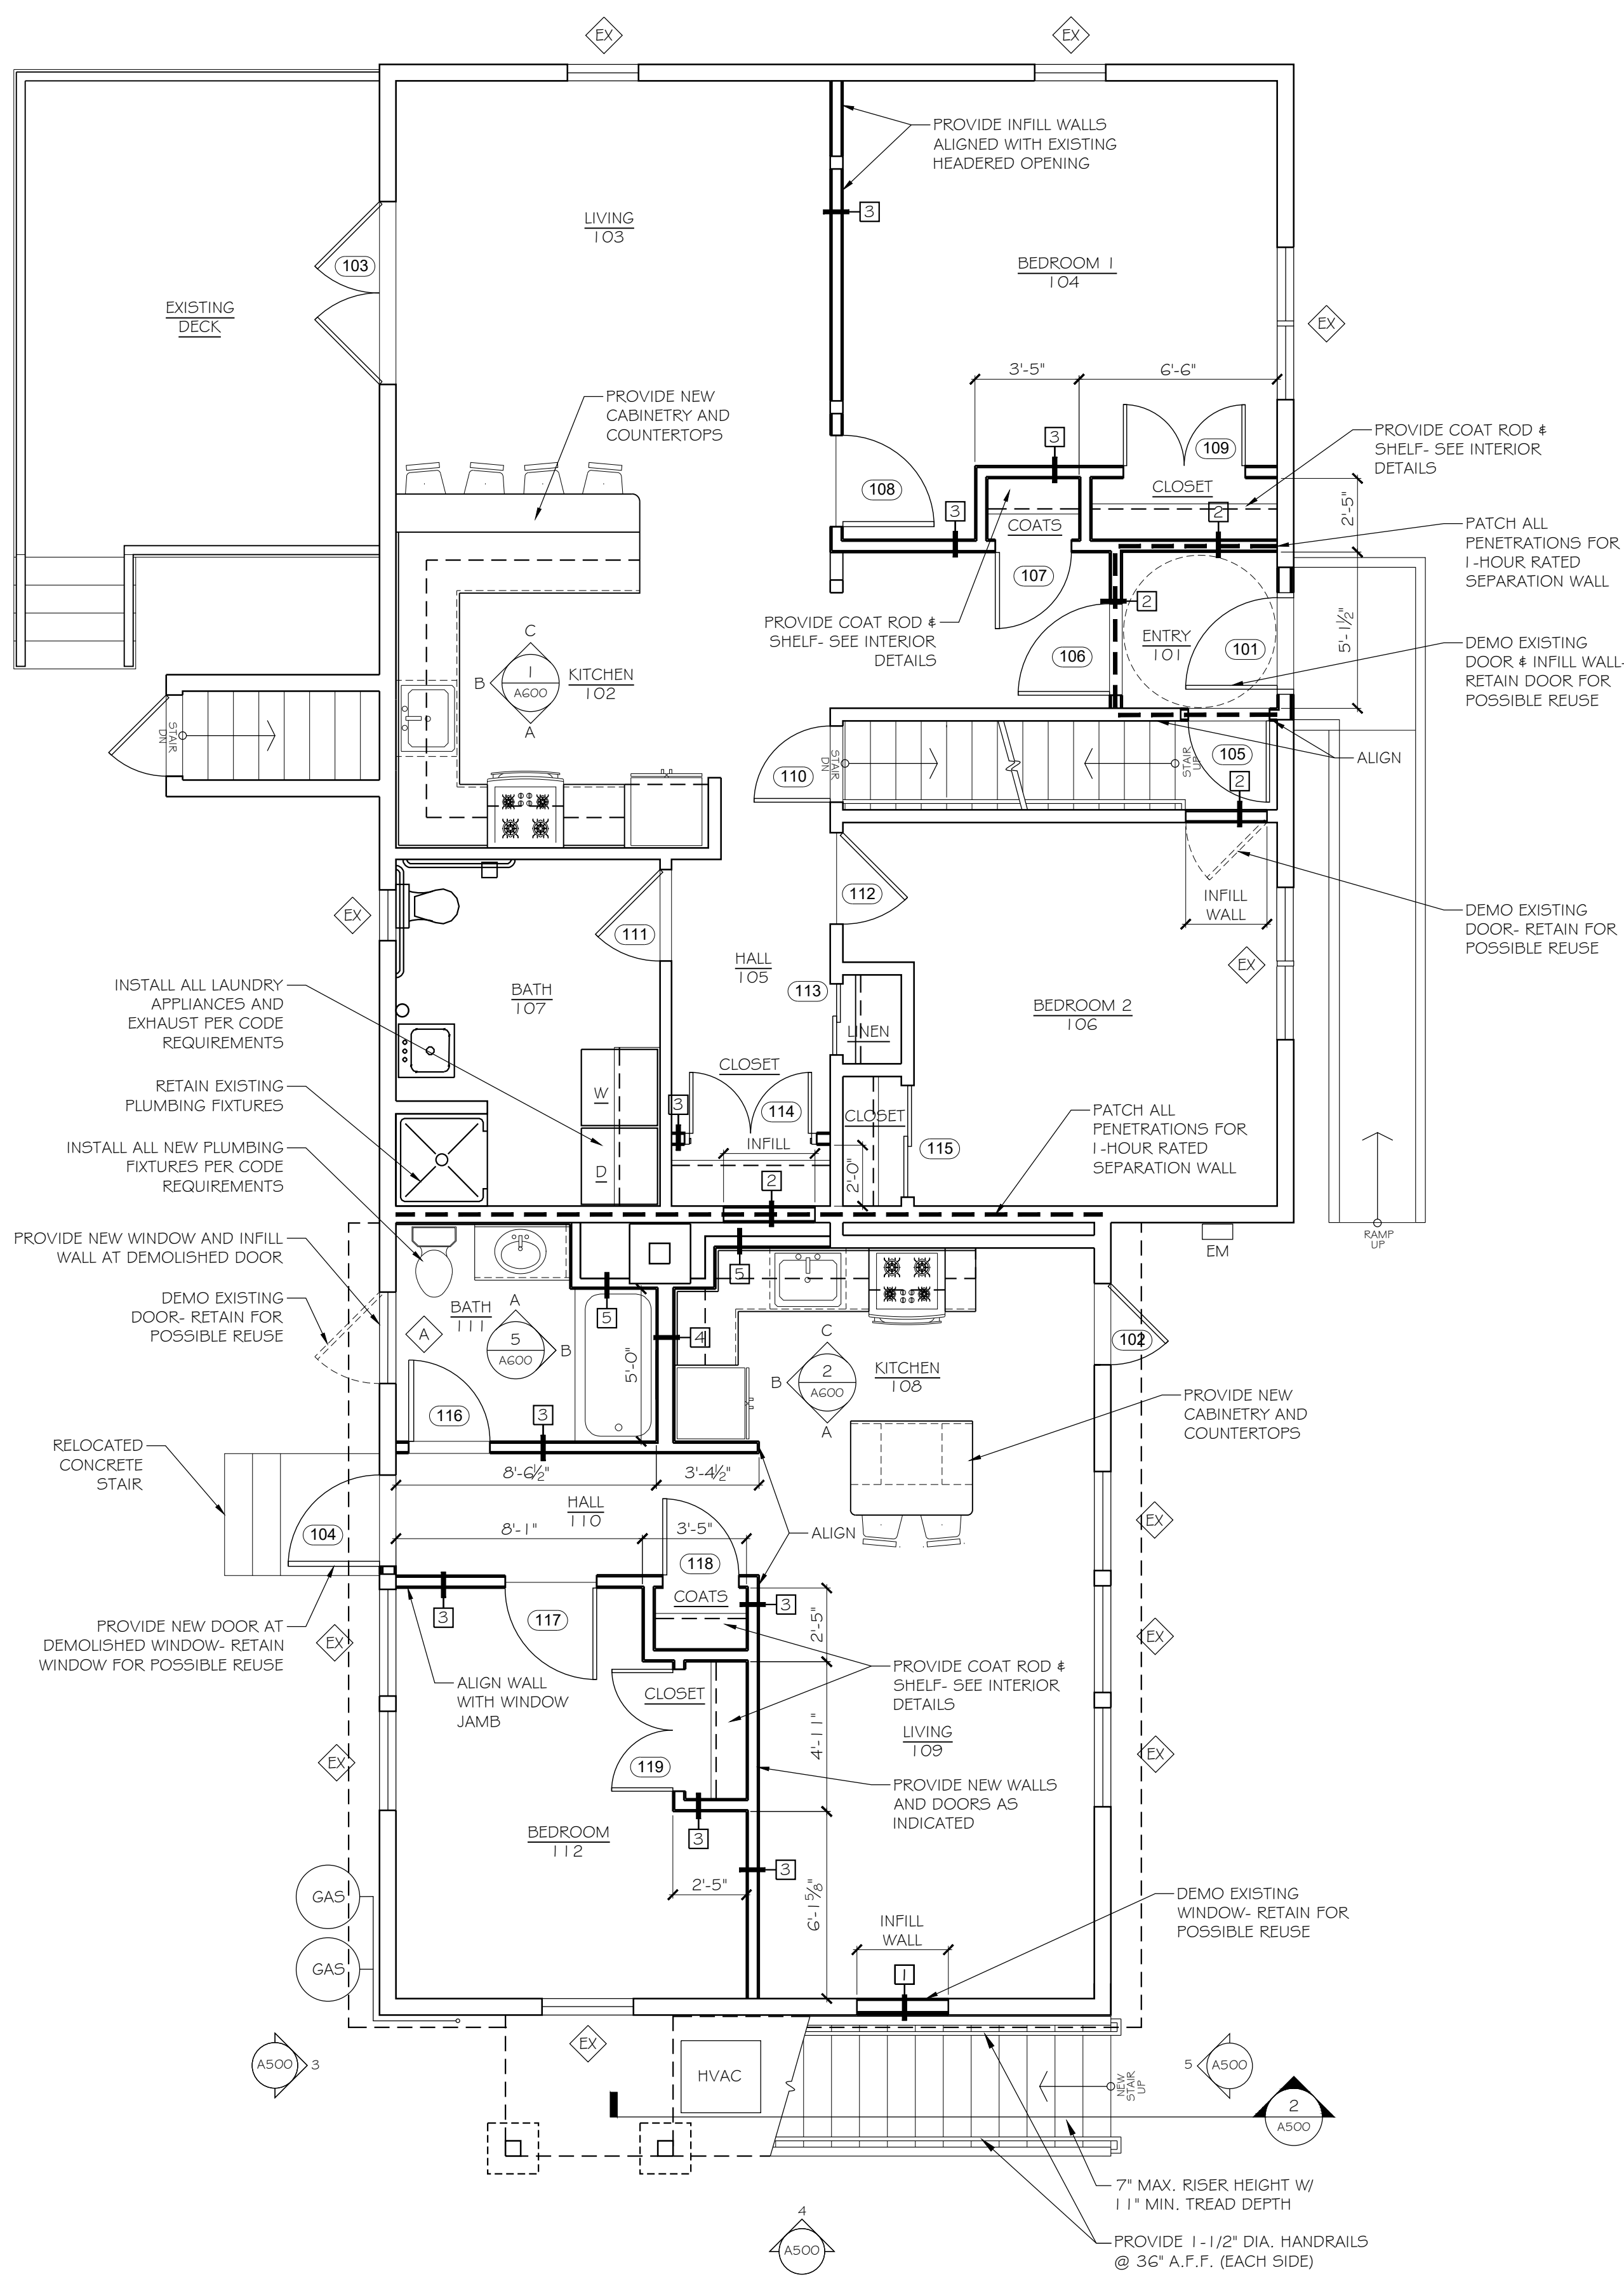 EX
EX
PROVIDE INFILL WALLS
ALIGNED WITH EXISTING
HEADERED OPENING
3
LIVING
103
103
BEDROOM 1
104
EX
EXISTING
DECK
3'-5"
6'-6"
PROVIDE NEW
CABINETRY AND
COUNTERTOPS
3
109
PROVIDE COAT ROD &
SHELF- SEE INTERIOR
DETAILS
108
CLOSET
3
COATS
2
2'-5"
PATCH ALL
PENETRATIONS FOR
1-HOUR RATED
SEPARATION WALL
107
2
PROVIDE COAT ROD &
SHELF- SEE INTERIOR
DETAILS
ENTRY
101
101
106
5'-1½"
DEMO EXISTING
DOOR & INFILL WALL-
RETAIN DOOR FOR
POSSIBLE REUSE
C
B
1
A600
A
KITCHEN
102
STAIR
DN
110
STAIR
DN
STAIR
UP
105
2
ALIGN
112
INFILL
WALL
DEMO EXISTING
DOOR- RETAIN FOR
POSSIBLE REUSE
EX
111
HALL
105
EX
INSTALL ALL LAUNDRY
APPLIANCES AND
EXHAUST PER CODE
REQUIREMENTS
BATH
107
113
LINEN
BEDROOM 2
106
RETAIN EXISTING
PLUMBING FIXTURES
CLOSET
W
3
114
INFILL
CLOSET
115
PATCH ALL
PENETRATIONS FOR
1-HOUR RATED
SEPARATION WALL
INSTALL ALL NEW PLUMBING
FIXTURES PER CODE
REQUIREMENTS
D
2
2'-0"
PROVIDE NEW WINDOW AND INFILL
WALL AT DEMOLISHED DOOR
EM
RAMP
UP
5
5
DEMO EXISTING
DOOR- RETAIN FOR
POSSIBLE REUSE
BATH
111
A
A
5
A600
B
5'-0"
4
102
C
B
2
A600
A
KITCHEN
108
PROVIDE NEW
CABINETRY AND
COUNTERTOPS
116
3
RELOCATED
CONCRETE
STAIR
8'-6½"
3'-4½"
HALL
110
104
8'-1"
3'-5"
ALIGN
EX
118
COATS
3
3
117
2'-5"
PROVIDE NEW DOOR AT
DEMOLISHED WINDOW- RETAIN
WINDOW FOR POSSIBLE REUSE
EX
EX
ALIGN WALL
WITH WINDOW
JAMB
CLOSET
PROVIDE COAT ROD &
SHELF- SEE INTERIOR
DETAILS
LIVING
109
4'-11"
EX
119
EX
PROVIDE NEW WALLS
AND DOORS AS
INDICATED
3
BEDROOM
112
3
2'-5"
6'-1⅝"
GAS
GAS
INFILL
WALL
1
DEMO EXISTING
WINDOW- RETAIN FOR
POSSIBLE REUSE
EX
A500
3
HVAC
NEW
STAIR
UP
5
A500
2
A500
7" MAX. RISER HEIGHT W/
11" MIN. TREAD DEPTH
PROVIDE 1-1/2" DIA. HANDRAILS
@ 36" A.F.F. (EACH SIDE)
4
A500